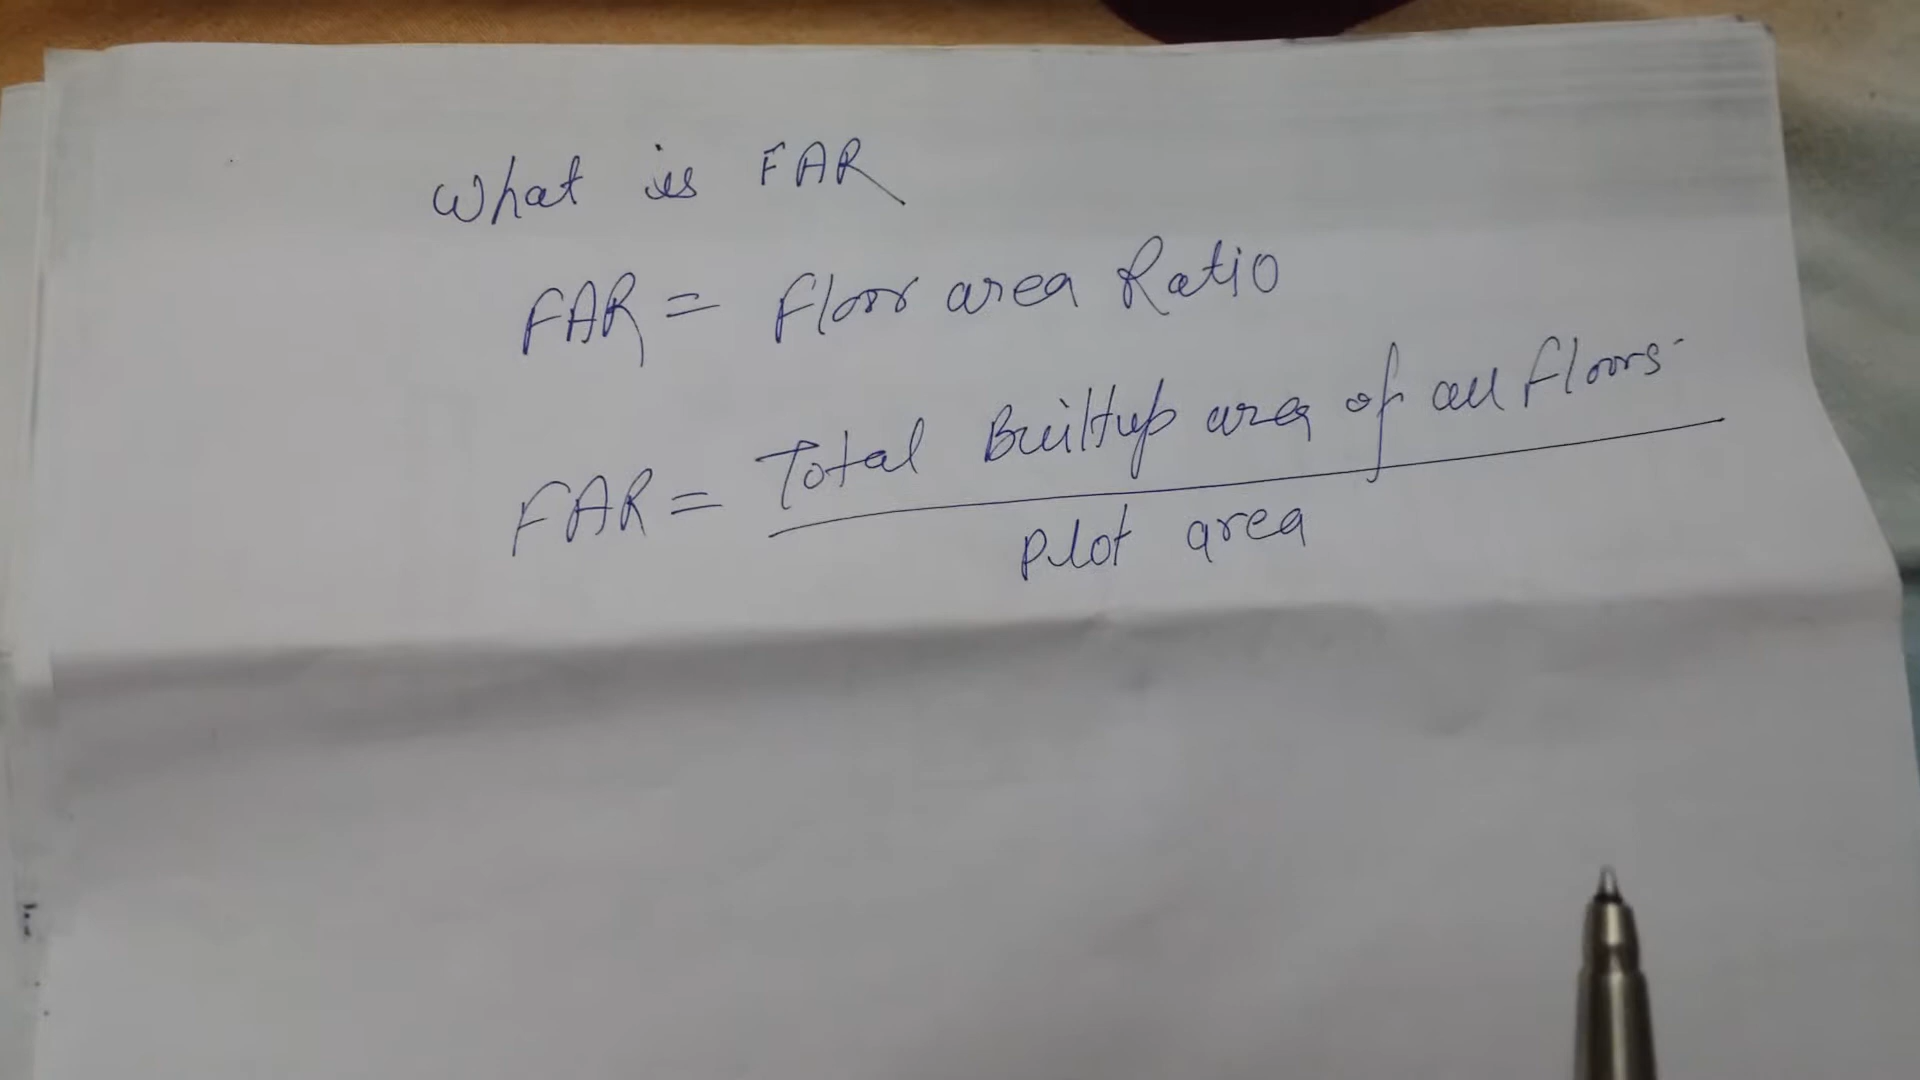 What is FAR
FAR = Floor area Ratio
FAR = Total Builtup area of all floors
Plot area